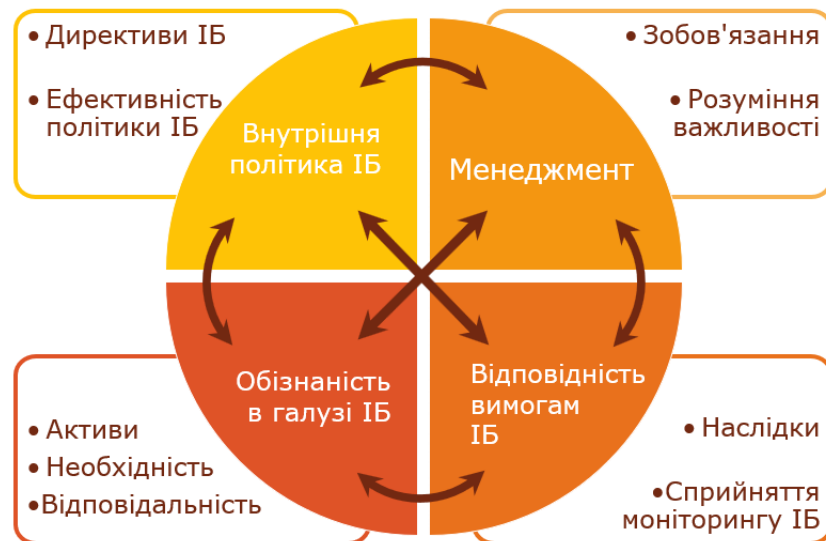 • Директиви ІБ
• Ефективність
політики ІБ
Внутрішня
політика ІБ
• Зобов'язання
• Розуміння
важливості
Менеджмент
Обізнаність
в галузі ІБ
• Активи
• Необхідність
•Відповідальність
Відповідність
вимогам
ІБ
• Наслідки
•Сприйняття
моніторингу ІБ